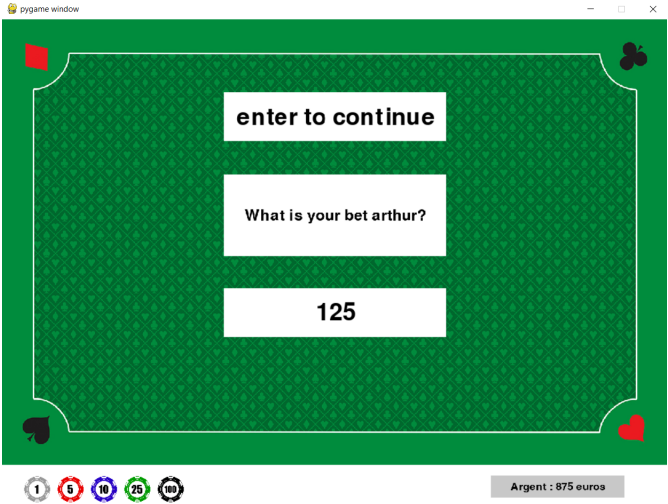 pygame window
enter to continue
What is your bet arthur?
125
1 5 10 25 100
Argent : 875 euros